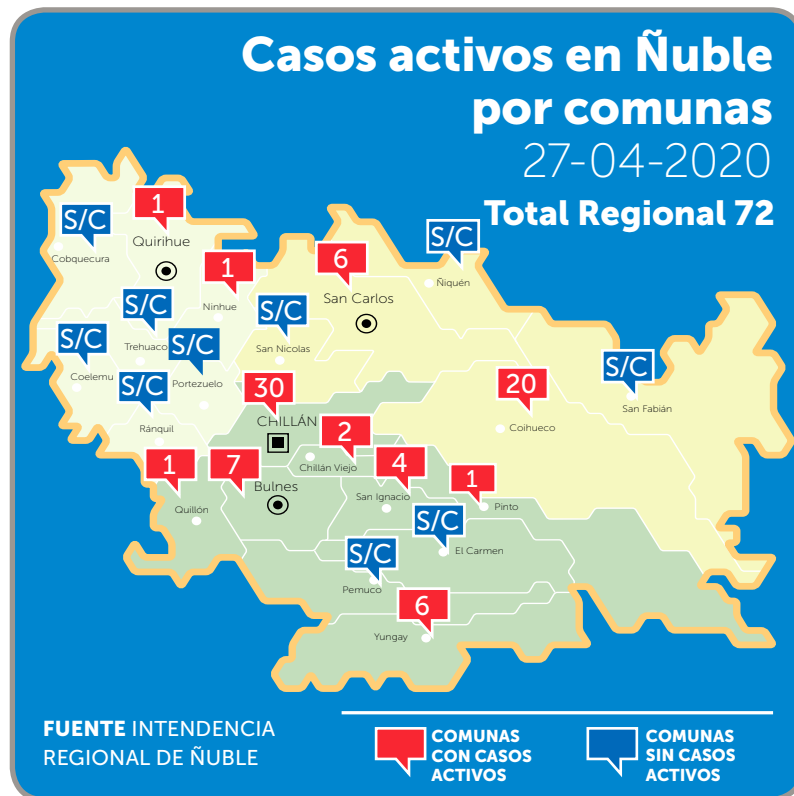 Casos activos en Ñuble
por comunas
27-04-2020
Total Regional 72
S/C
Cobquecura
1
Quirihue
1
Ninhue
6
San Carlos
S/C
Ñiquén
S/C
Trehuaco
S/C
San Nicolas
S/C
Coelemu
S/C
Portezuelo
S/C
Ránquil
30
CHILLÁN
20
Coihueco
S/C
San Fabián
2
Chillán Viejo
1
Quillón
7
Bulnes
4
San Ignacio
1
Pinto
S/C
El Carmen
S/C
Pemuco
6
Yungay
FUENTE INTENDENCIA
REGIONAL DE ÑUBLE
COMUNAS
CON CASOS
ACTIVOS
COMUNAS
SIN CASOS
ACTIVOS